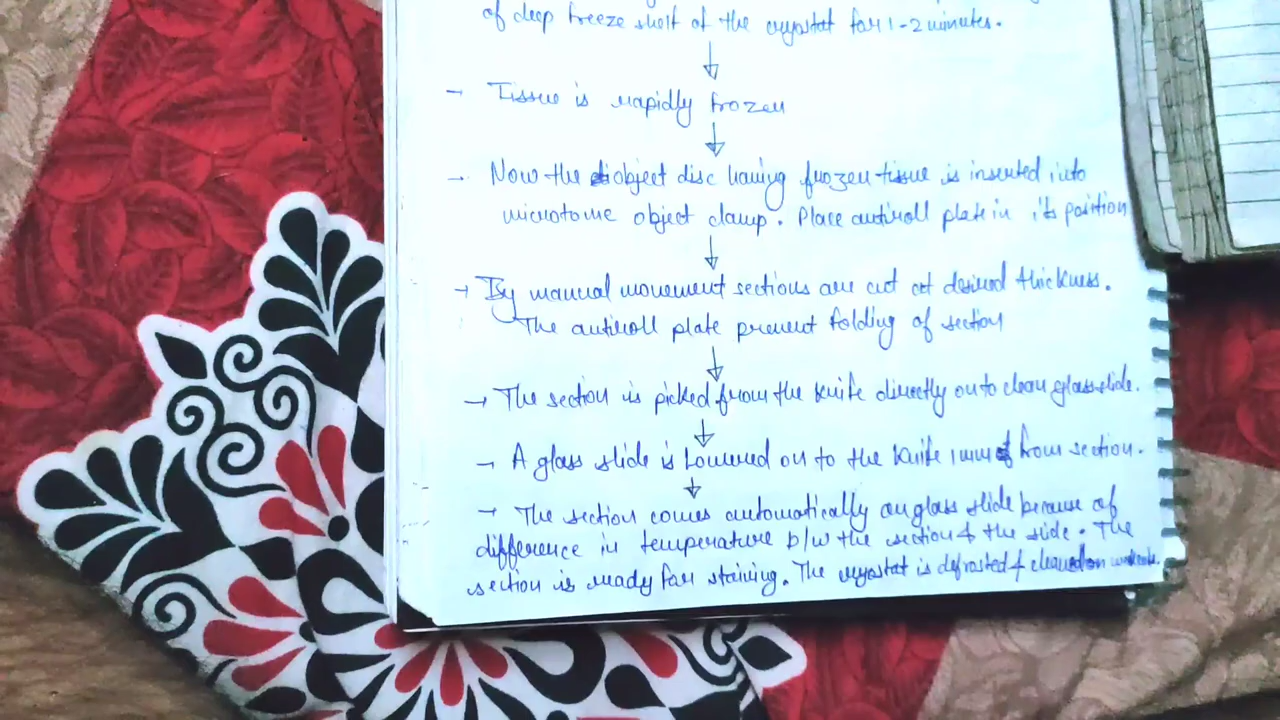 of deep freeze shelf of the cryostat for 1-2 minutes.
↓
- Tissue is rapidly frozen
↓
- Now the object disc having frozen tissue is inserted into
microtome object clamp. Place antiroll plate in its position
↓
→ By manual movement sections are cut at desired thickness.
The antiroll plate prevent folding of section
↓
→ The section is picked from the knife directly onto clean glass slide.
↓
→ A glass slide is lowered on to the knife 1mm from section.
↓
→ The section comes automatically on glass slide because of
difference in temperature b/w the section & the slide. The
section is ready for staining. The cryostat is defrosted & cleaned on